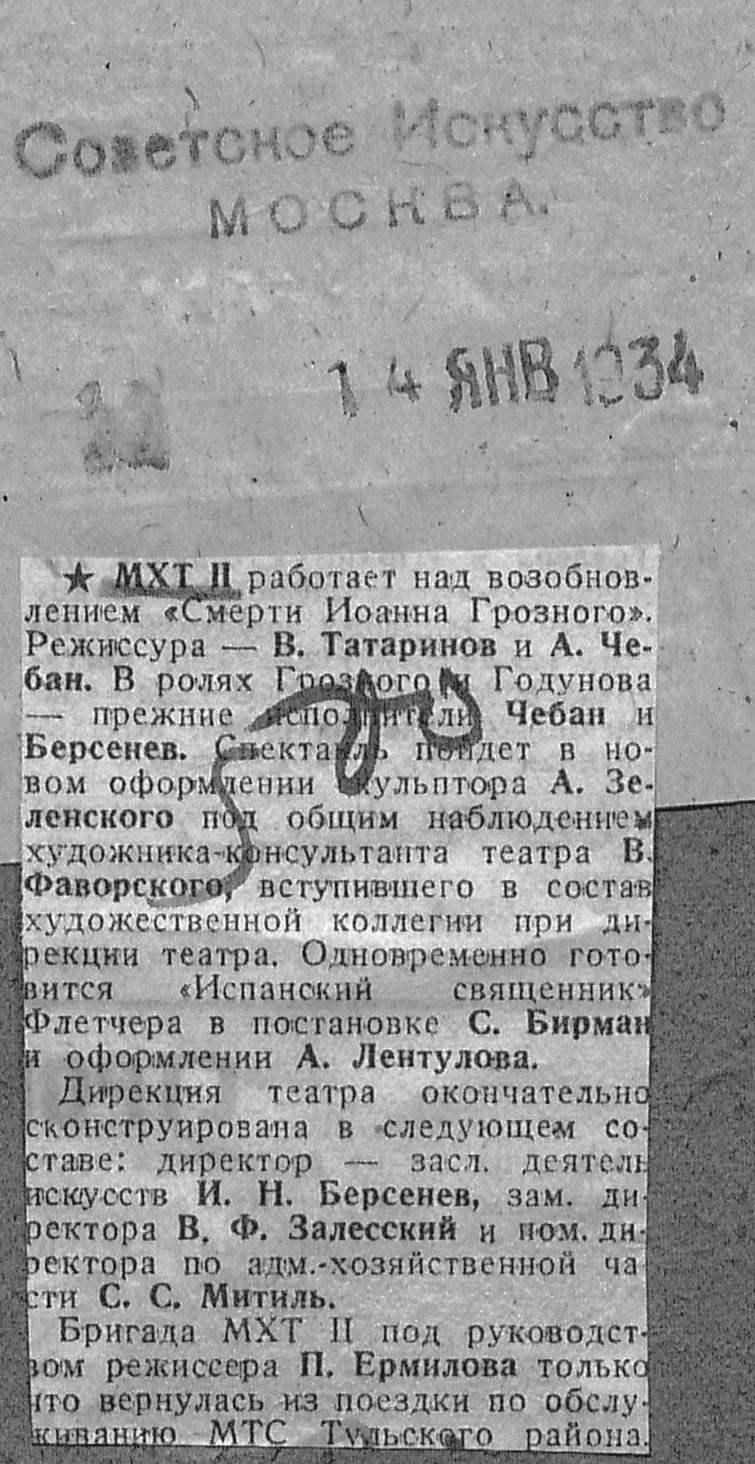 Советское Искусство
МОСКВА.
14 ЯНВ 1934
22
★ МХТ II работает над возобнов-
лением «Смерти Иоанна Грозного».
Режиссура — В. Татаринов и А. Че-
бан. В ролях Грозного и Годунова
— прежние исполнители Чебан и
Берсенев. Спектакль пойдет в но-
вом оформлении скульптора А. Зе-
ленского под общим наблюдением
художника-консультанта театра В.
Фаворского, вступившего в состав
художественной коллегии при ди-
рекции театра. Одновременно гото-
вится «Испанский священник»
Флетчера в постановке С. Бирман
и оформлении А. Лентулова.
Дирекция театра окончательно
сконструирована в следующем со-
ставе: директор — засл. деятель
искусств И. Н. Берсенев, зам. ди-
ректора В. Ф. Залесский и пом. ди-
ректора по адм.-хозяйственной ча-
сти С. С. Митиль.
Бригада МХТ II под руководст-
вом режиссера П. Ермилова только
что вернулась из поездки по обслу-
живанию МТС Тульского района.